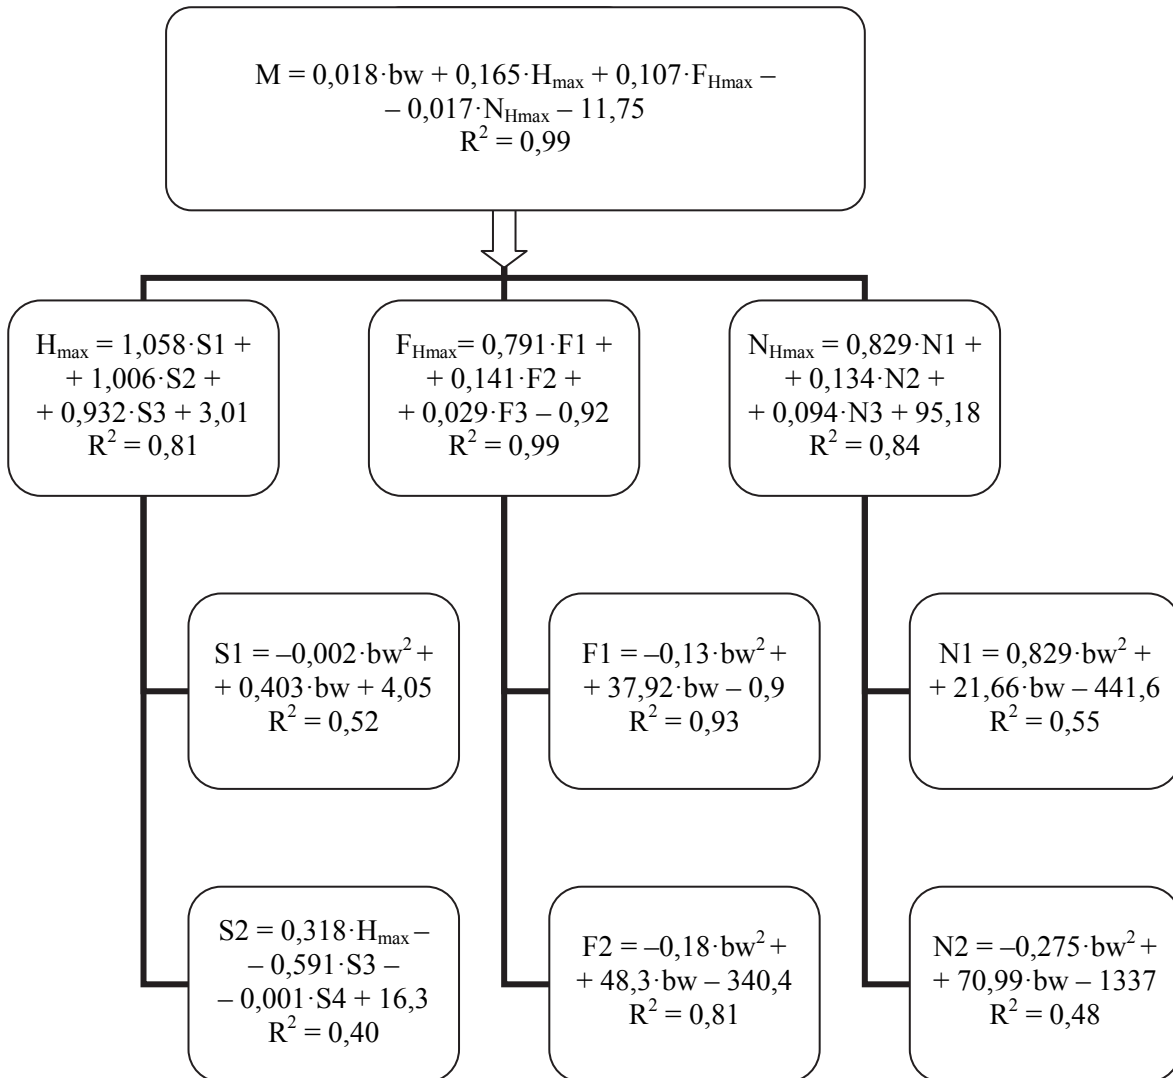 M = 0,018·bw + 0,165·Hmax + 0,107·FHmax –
– 0,017·NHmax – 11,75
R² = 0,99
Hmax = 1,058·S1 +
+ 1,006·S2 +
+ 0,932·S3 + 3,01
R² = 0,81
FHmax= 0,791·F1 +
+ 0,141·F2 +
+ 0,029·F3 – 0,92
R² = 0,99
NHmax = 0,829·N1 +
+ 0,134·N2 +
+ 0,094·N3 + 95,18
R² = 0,84
S1 = –0,002·bw² +
+ 0,403·bw + 4,05
R² = 0,52
F1 = –0,13·bw² +
+ 37,92·bw – 0,9
R² = 0,93
N1 = 0,829·bw² +
+ 21,66·bw – 441,6
R² = 0,55
S2 = 0,318·Hmax –
– 0,591·S3 –
– 0,001·S4 + 16,3
R² = 0,40
F2 = –0,18·bw² +
+ 48,3·bw – 340,4
R² = 0,81
N2 = –0,275·bw² +
+ 70,99·bw – 1337
R² = 0,48